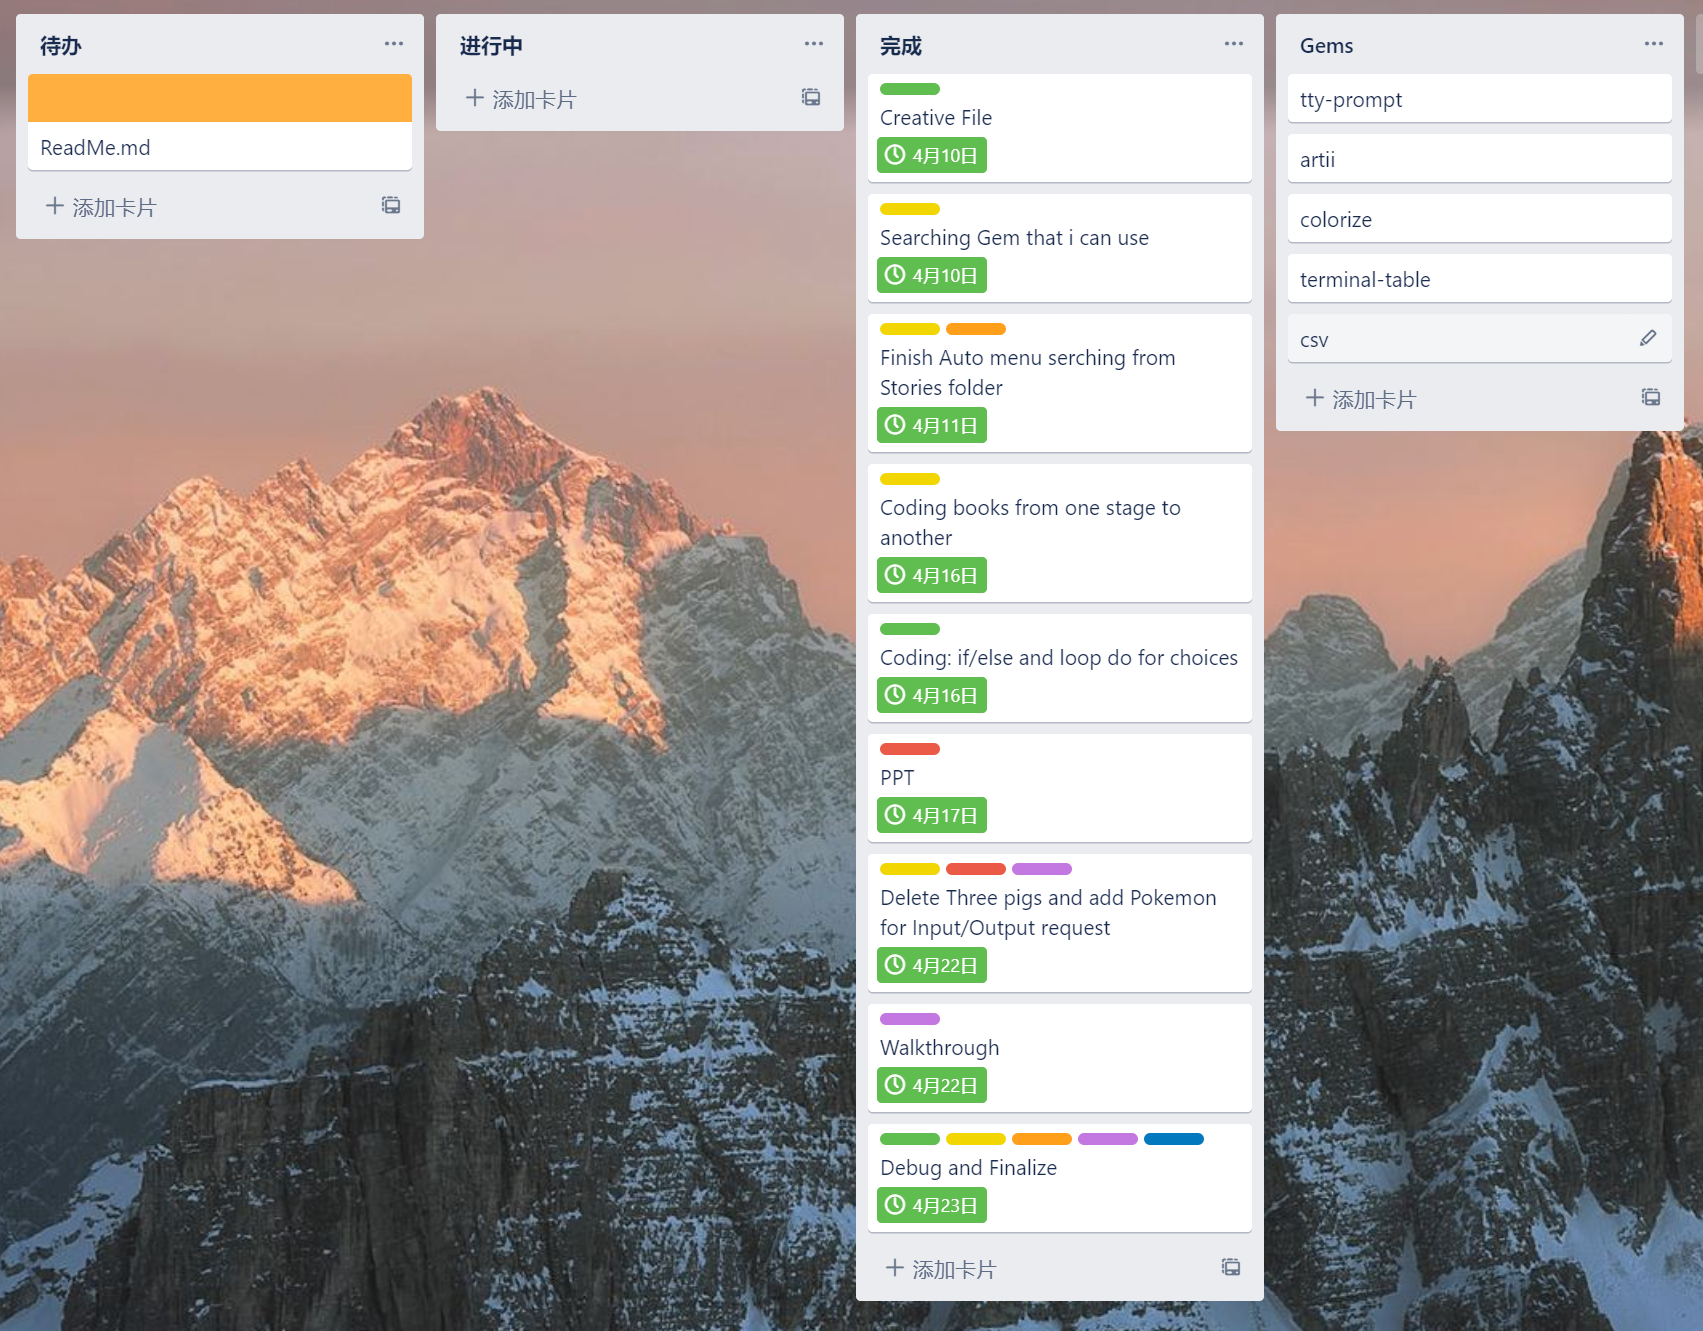 待办
ReadMe.md
添加卡片
进行中
添加卡片
完成
Creative File
4月10日
Searching Gem that i can use
4月10日
Finish Auto menu serching from
Stories folder
4月11日
Coding books from one stage to
another
4月16日
Coding: if/else and loop do for choices
4月16日
PPT
4月17日
Delete Three pigs and add Pokemon
for Input/Output request
4月22日
Walkthrough
4月22日
Debug and Finalize
4月23日
添加卡片
Gems
tty-prompt
artii
colorize
terminal-table
csv
添加卡片